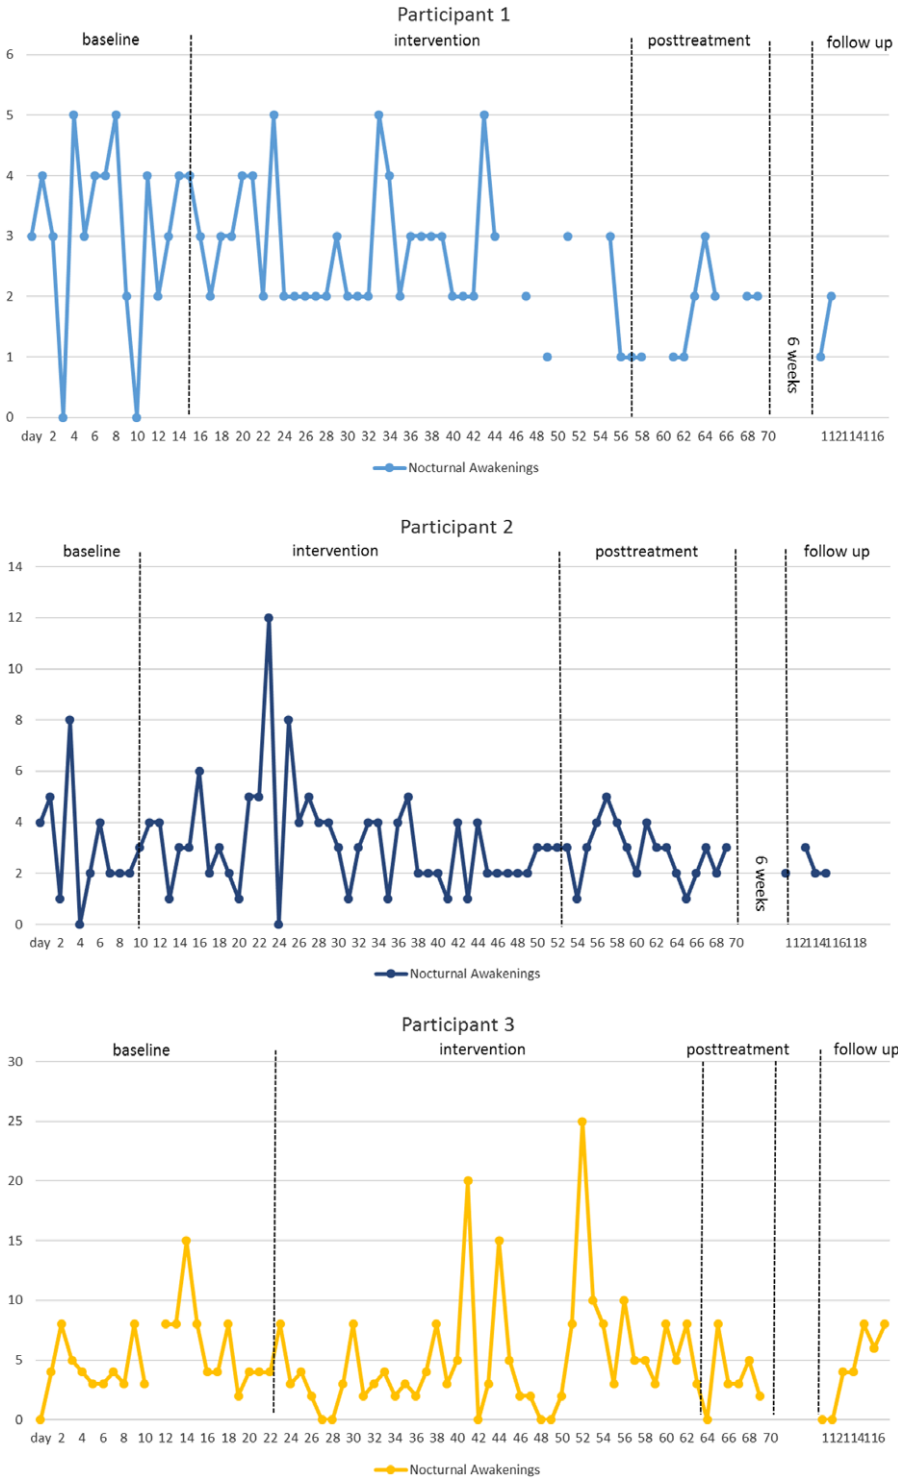 Participant 1
baseline intervention posttreatment follow up
6
5
4
3
2
1
0
6 weeks
day 2 4 6 8 10 12 14 16 18 20 22 24 26 28 30 32 34 36 38 40 42 44 46 48 50 52 54 56 58 60 62 64 66 68 70 112114116
Nocturnal Awakenings
Participant 2
baseline intervention posttreatment follow up
14
12
10
8
6
4
2
0
6 weeks
day 2 4 6 8 10 12 14 16 18 20 22 24 26 28 30 32 34 36 38 40 42 44 46 48 50 52 54 56 58 60 62 64 66 68 70 112114116118
Nocturnal Awakenings
Participant 3
baseline intervention posttreatment follow up
30
25
20
15
10
5
0
day 2 4 6 8 10 12 14 16 18 20 22 24 26 28 30 32 34 36 38 40 42 44 46 48 50 52 54 56 58 60 62 64 66 68 70 112114116
Nocturnal Awakenings